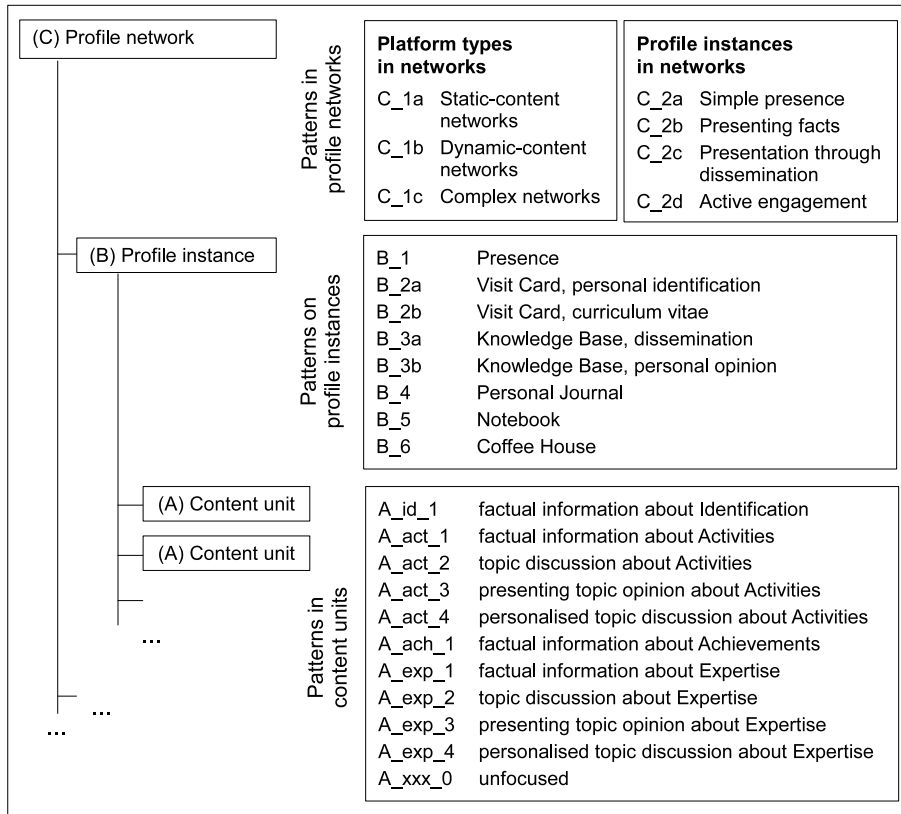 (C) Profile network
Patterns in
profile networks
Platform types
in networks
C_1a Static-content
networks
C_1b Dynamic-content
networks
C_1c Complex networks
Profile instances
in networks
C_2a Simple presence
C_2b Presenting facts
C_2c Presentation through
dissemination
C_2d Active engagement
(B) Profile instance
Patterns on
profile instances
B_1 Presence
B_2a Visit Card, personal identification
B_2b Visit Card, curriculum vitae
B_3a Knowledge Base, dissemination
B_3b Knowledge Base, personal opinion
B_4 Personal Journal
B_5 Notebook
B_6 Coffee House
(A) Content unit
(A) Content unit
...
...
...
Patterns in
content units
A_id_1 factual information about Identification
A_act_1 factual information about Activities
A_act_2 topic discussion about Activities
A_act_3 presenting topic opinion about Activities
A_act_4 personalised topic discussion about Activities
A_ach_1 factual information about Achievements
A_exp_1 factual information about Expertise
A_exp_2 topic discussion about Expertise
A_exp_3 presenting topic opinion about Expertise
A_exp_4 personalised topic discussion about Expertise
A_xxx_0 unfocused